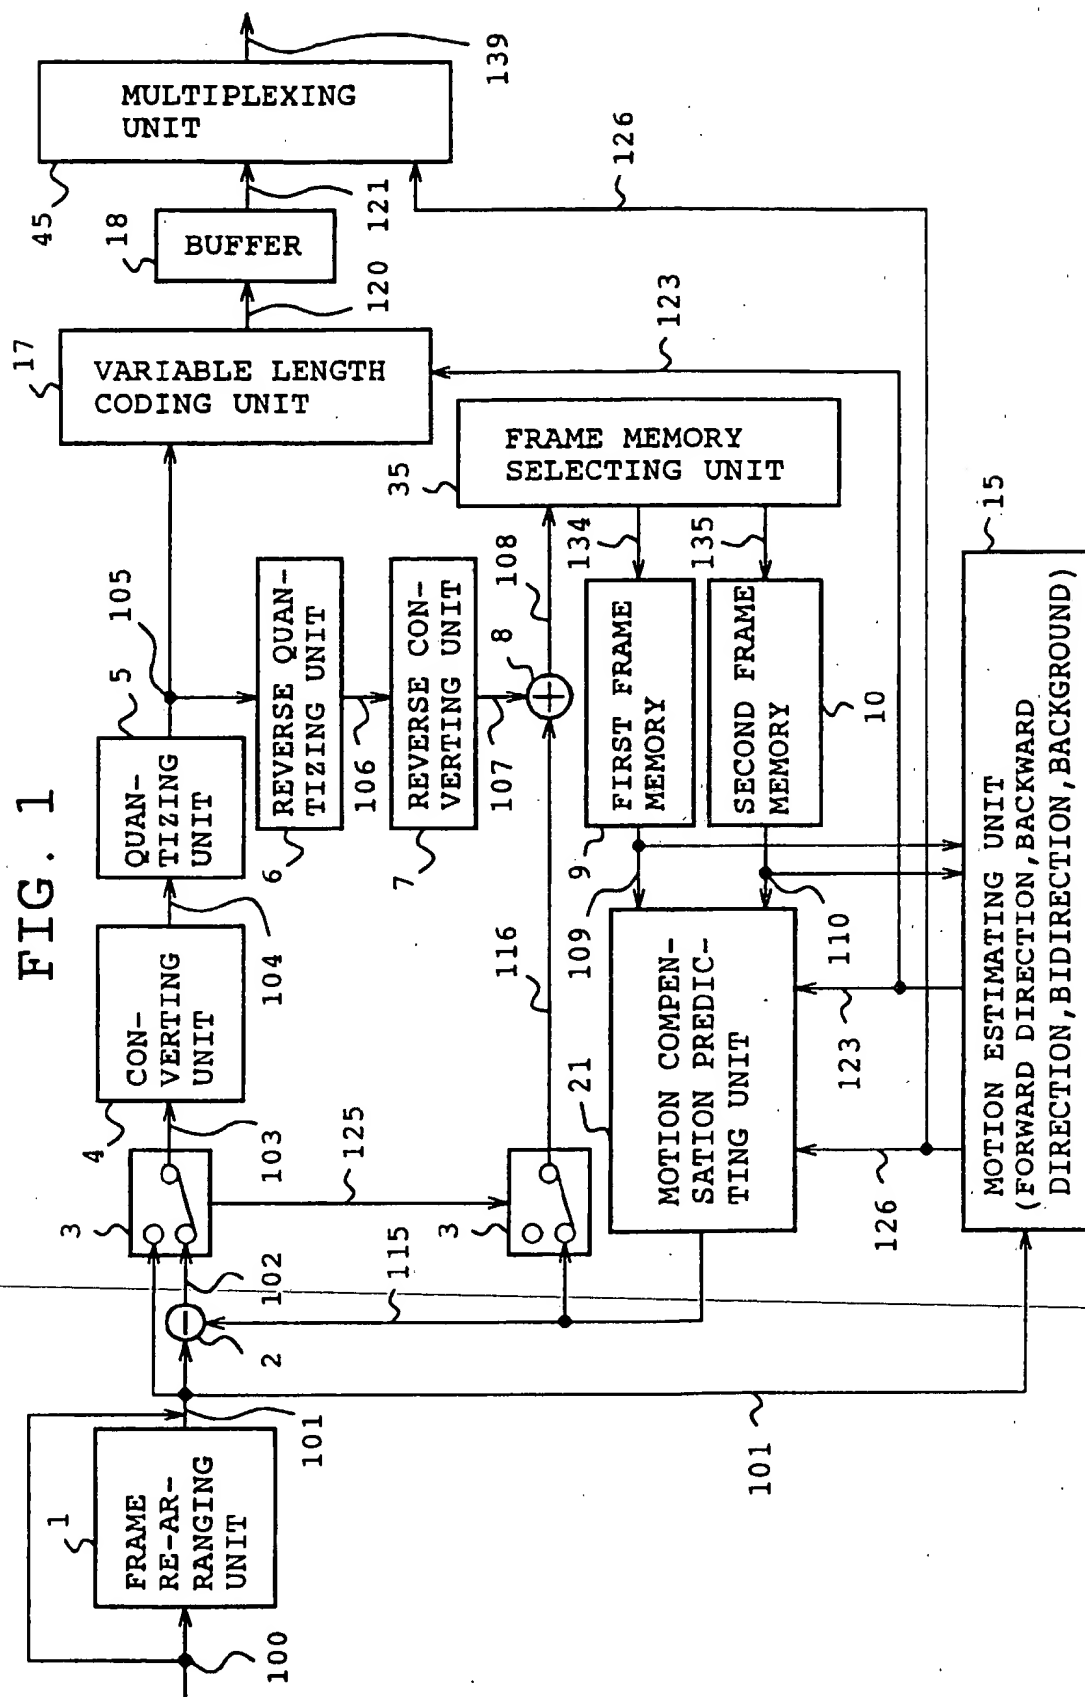 FIG. 1
100
1
FRAME
RE-AR-
RANGING
UNIT
101
2
102
3
103
4
CON-
VERTING
UNIT
104
QUAN-
TIZING
UNIT
5
105
17
VARIABLE LENGTH
CODING UNIT
120
18
BUFFER
121
45
MULTIPLEXING
UNIT
139
6
REVERSE QUAN-
TIZING UNIT
106
7
REVERSE CON-
VERTING UNIT
107
8
108
125
3
116
115
35
FRAME MEMORY
SELECTING UNIT
134
135
9
FIRST FRAME
MEMORY
SECOND FRAME
MEMORY
10
109
110
21
MOTION COMPEN-
SATION PREDIC-
TING UNIT
123
126
123
126
101
15
MOTION ESTIMATING UNIT
(FORWARD DIRECTION,BACKWARD
DIRECTION,BIDIRECTION,BACKGROUND)